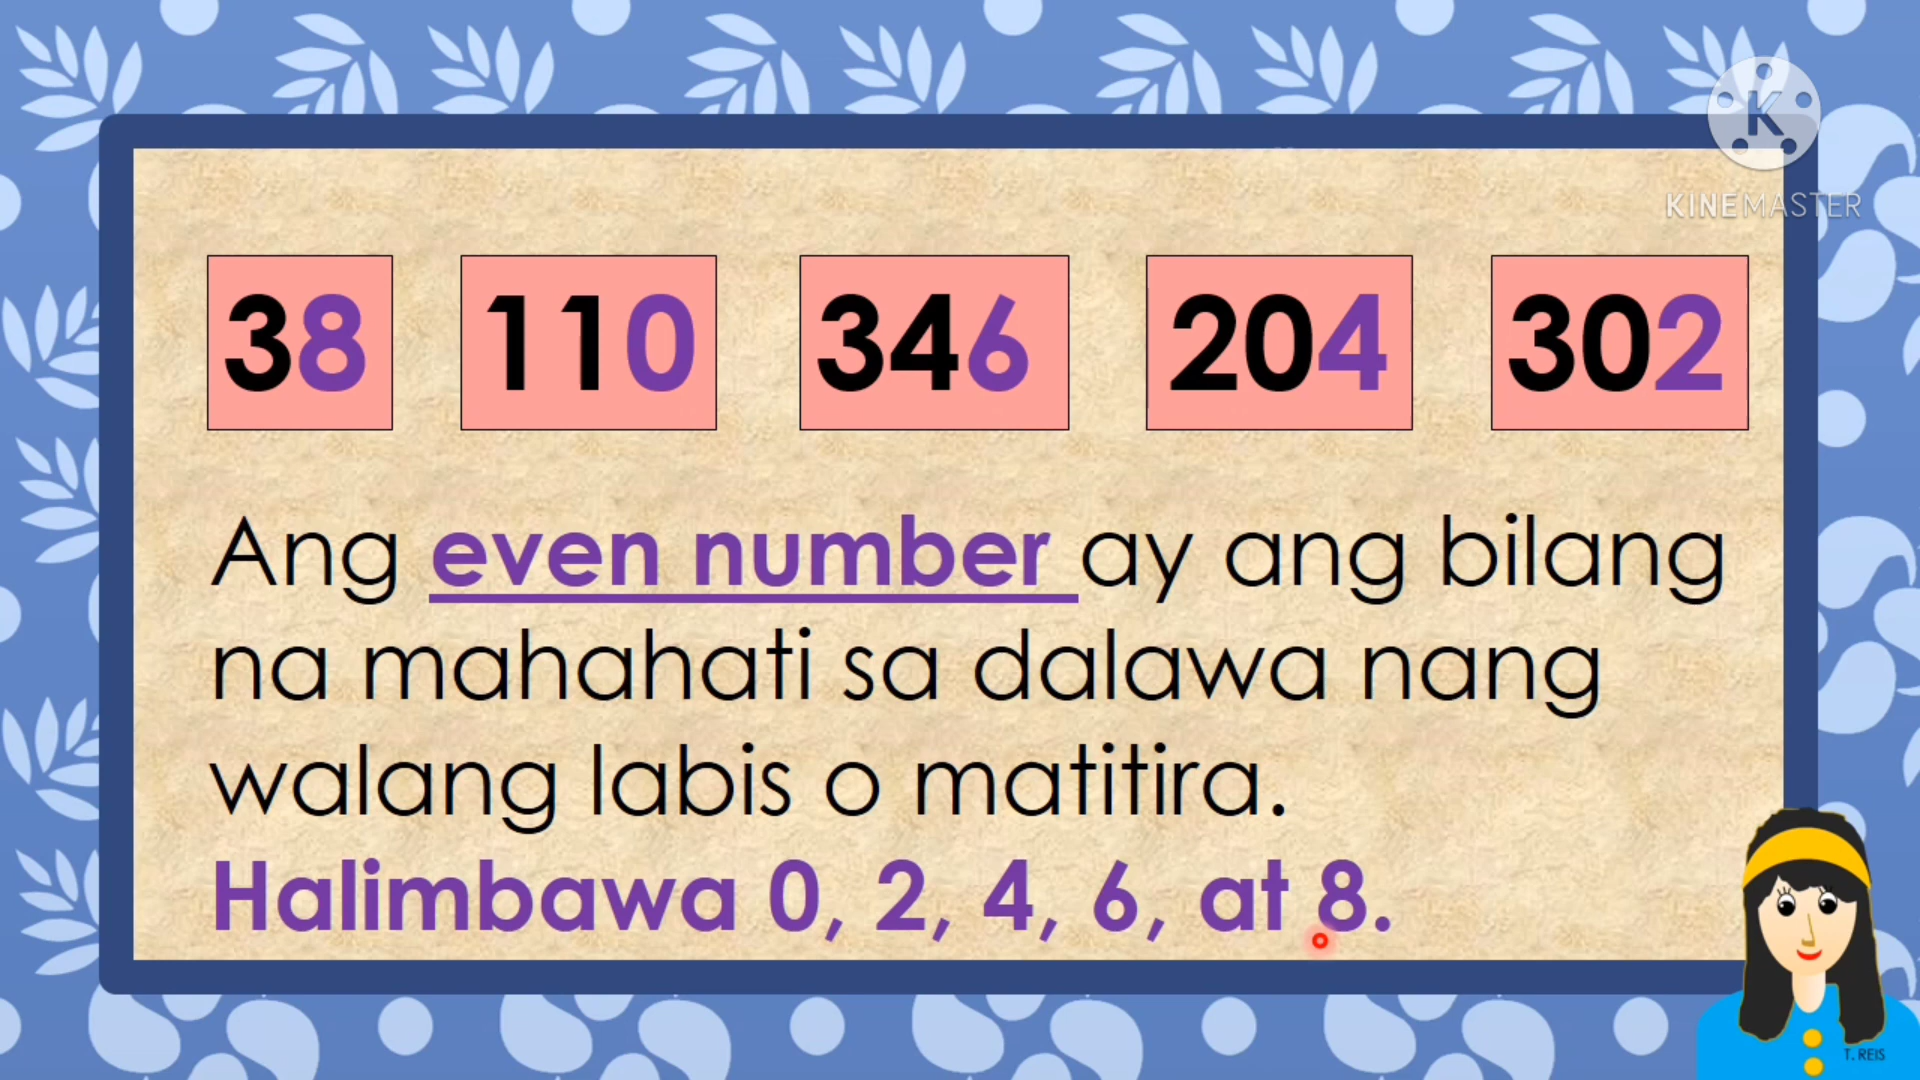 KINEMASTER
38 110 346 204 302
Ang even number ay ang bilang
na mahahati sa dalawa nang
walang labis o matitira.
Halimbawa 0, 2, 4, 6, at 8.
T. REIS